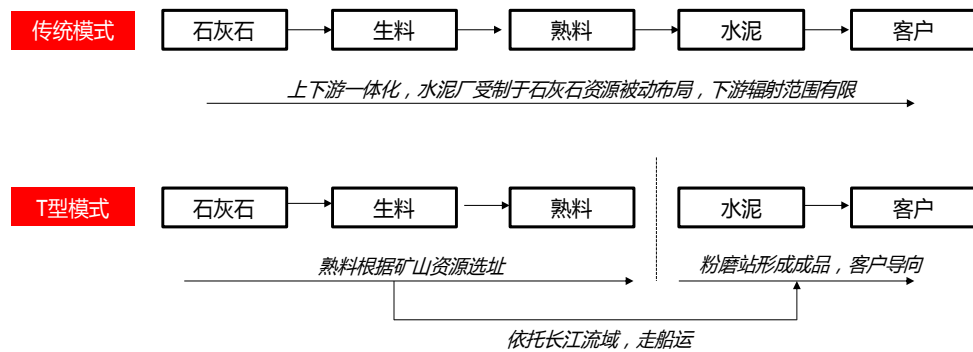 传统模式
石灰石
生料
熟料
水泥
客户
上下游一体化，水泥厂受制于石灰石资源被动布局，下游辐射范围有限
T型模式
石灰石
生料
熟料
水泥
客户
熟料根据矿山资源选址
粉磨站形成成品，客户导向
依托长江流域，走船运